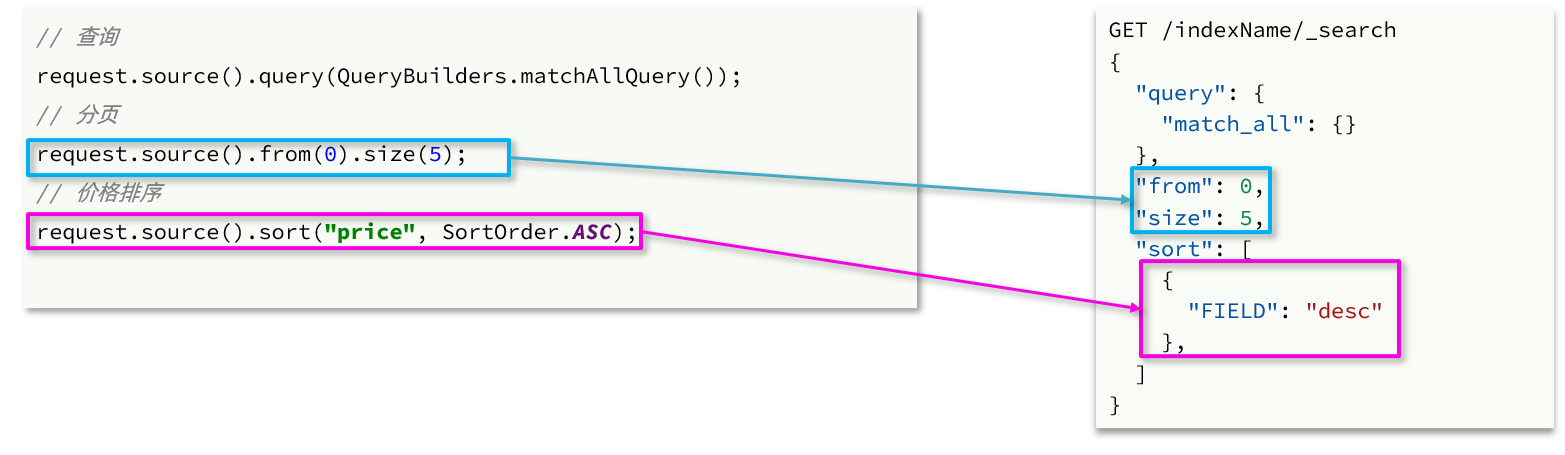 // 查询
request.source().query(QueryBuilders.matchAllQuery());
// 分页
request.source().from(0).size(5);
// 价格排序
request.source().sort("price", SortOrder.ASC);
GET /indexName/_search
{
  "query": {
    "match_all": {}
  },
  "from": 0,
  "size": 5,
  "sort": [
    {
      "FIELD": "desc"
    },
  ]
}